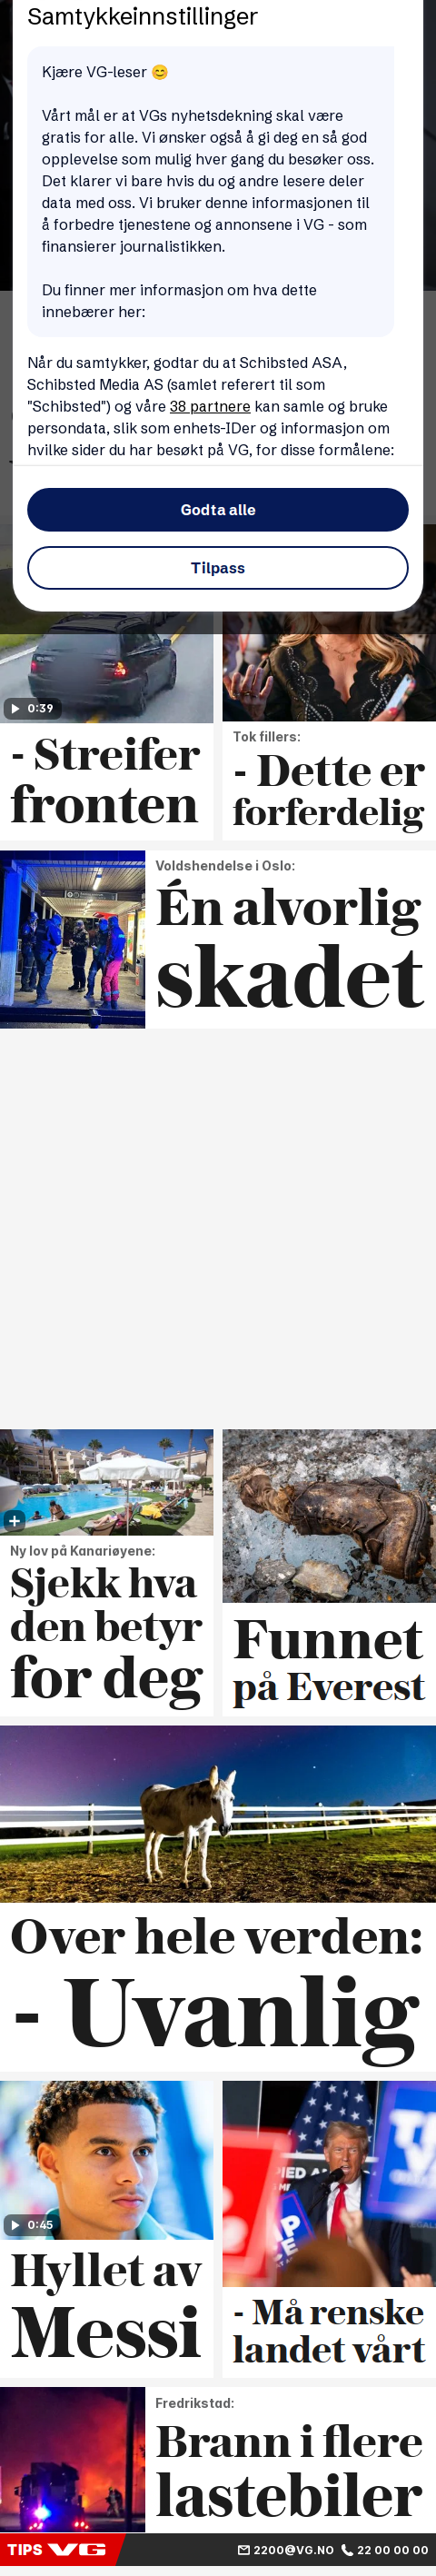 Samtykkeinnstillinger
Kjære VG-leser 😊
Vårt mål er at VGs nyhetsdekning skal være
gratis for alle. Vi ønsker også å gi deg en så god
opplevelse som mulig hver gang du besøker oss.
Det klarer vi bare hvis du og andre lesere deler
data med oss. Vi bruker denne informasjonen til
å forbedre tjenestene og annonsene i VG - som
finansierer journalistikken.
Du finner mer informasjon om hva dette
innebærer her:
Når du samtykker, godtar du at Schibsted ASA,
Schibsted Media AS (samlet referert til som
"Schibsted") og våre 38 partnere kan samle og bruke
persondata, slik som enhets-IDer og informasjon om
hvilke sider du har besøkt på VG, for disse formålene:
Godta alle
Tilpass
0:39
- Streifer
fronten
Tok fillers:
- Dette er
forferdelig
Voldshendelse i Oslo:
Én alvorlig
skadet
Ny lov på Kanariøyene:
Sjekk hva
den betyr
for deg
Funnet
på Everest
Over hele verden:
- Uvanlig
0:45
Hyllet av
Messi
- Må renske
landet vårt
Fredrikstad:
Brann i flere
lastebiler
TIPS VG 2200@VG.NO 22 00 00 00